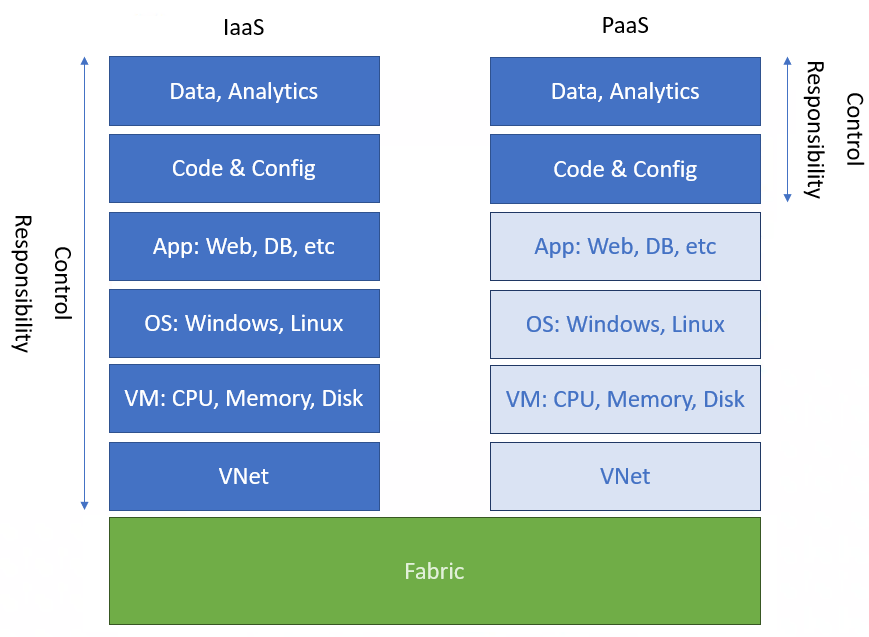 IaaS
PaaS
Data, Analytics
Code & Config
App: Web, DB, etc
OS: Windows, Linux
VM: CPU, Memory, Disk
VNet
Responsibility
Control
Data, Analytics
Code & Config
App: Web, DB, etc
OS: Windows, Linux
VM: CPU, Memory, Disk
VNet
Responsibility
Control
Fabric